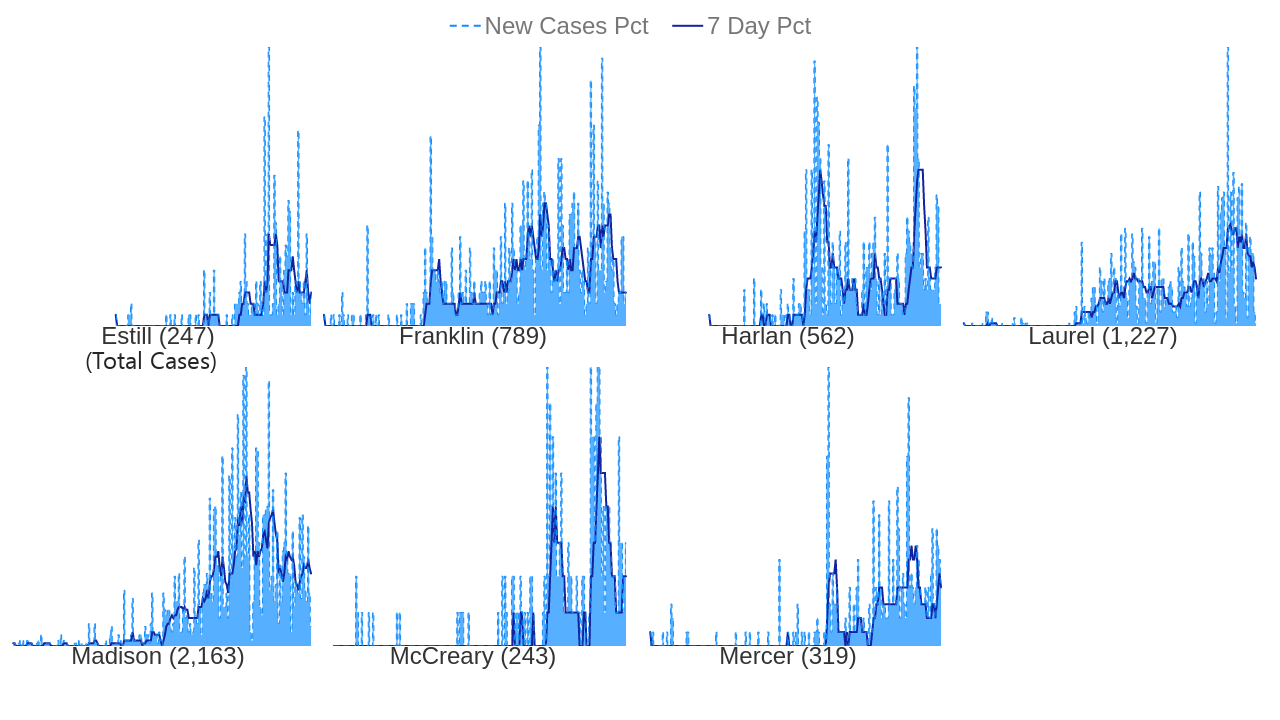 New Cases Pct 7 Day Pct
Estill (247) Franklin (789) Harlan (562) Laurel (1,227)
(Total Cases)
Madison (2,163) McCreary (243) Mercer (319)